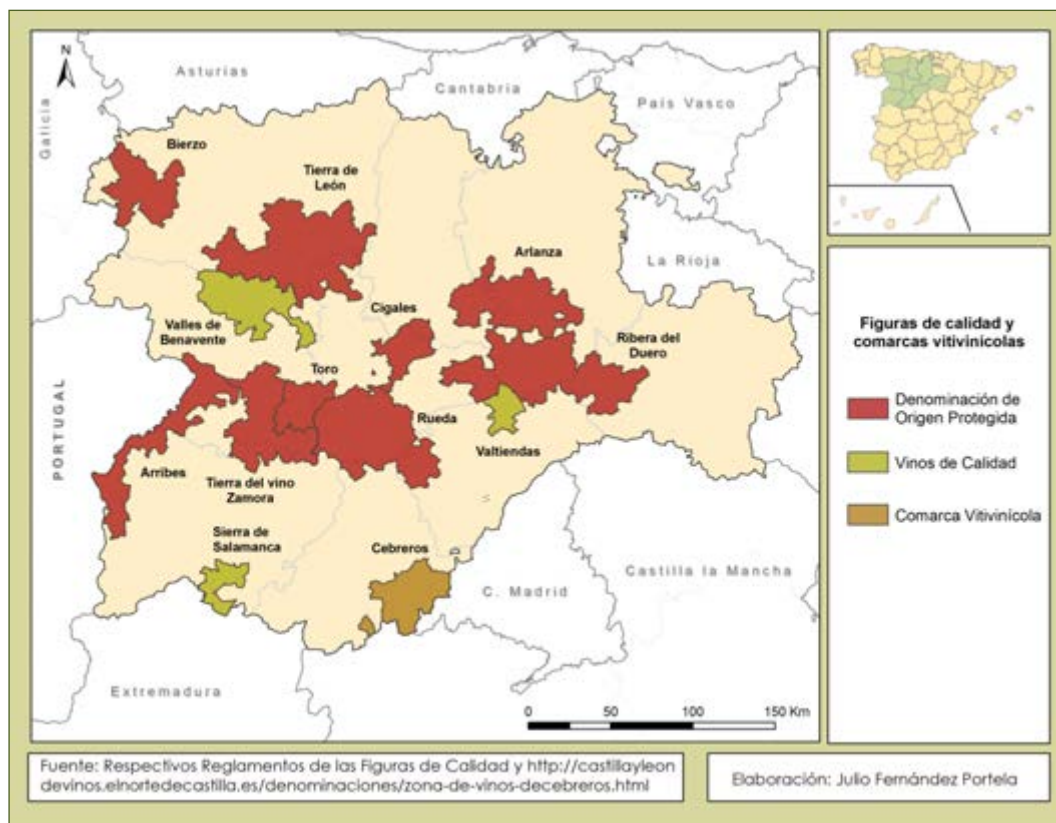 N
Asturias
Cantabria
País Vasco
Galicia
Bierzo
Tierra de
León
Arlanza
La Rioja
Cigales
Valles de
Benavente
Ribera del
Duero
Toro
PORTUGAL
Rueda
Valtiendas
Arribes
Tierra del vino
Zamora
Sierra de
Salamanca
Cebreros
C. Madrid
Castilla la Mancha
Extremadura
0 50 100 150 Km
Figuras de calidad y
comarcas vitivinícolas
Denominación de
Origen Protegida
Vinos de Calidad
Comarca Vitivinícola
Fuente: Respectivos Reglamentos de las Figuras de Calidad y http://castillayleon
devinos.elnortedecastilla.es/denominaciones/zona-de-vinos-decebreros.html
Elaboración: Julio Fernández Portela